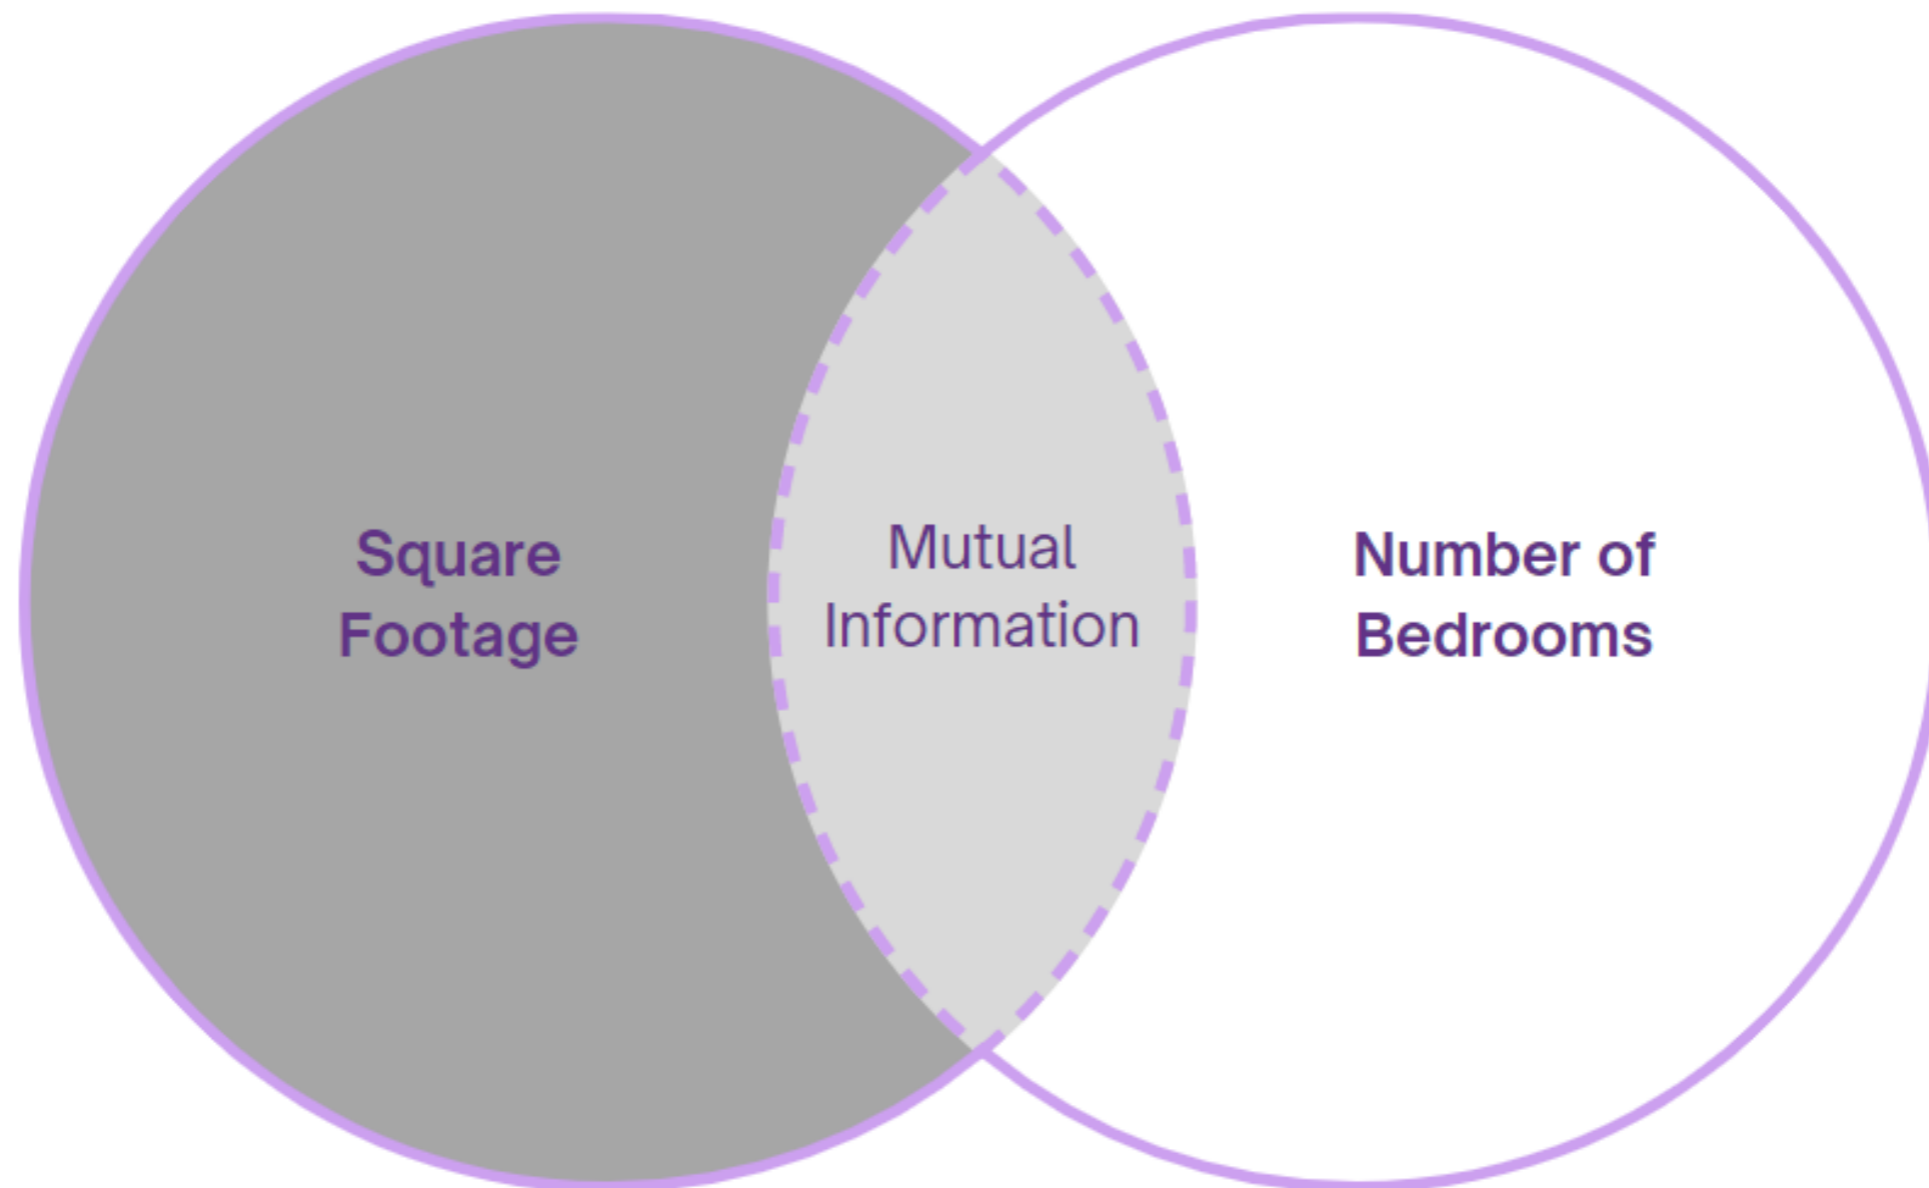 Square
Footage
Mutual
Information
Number of
Bedrooms